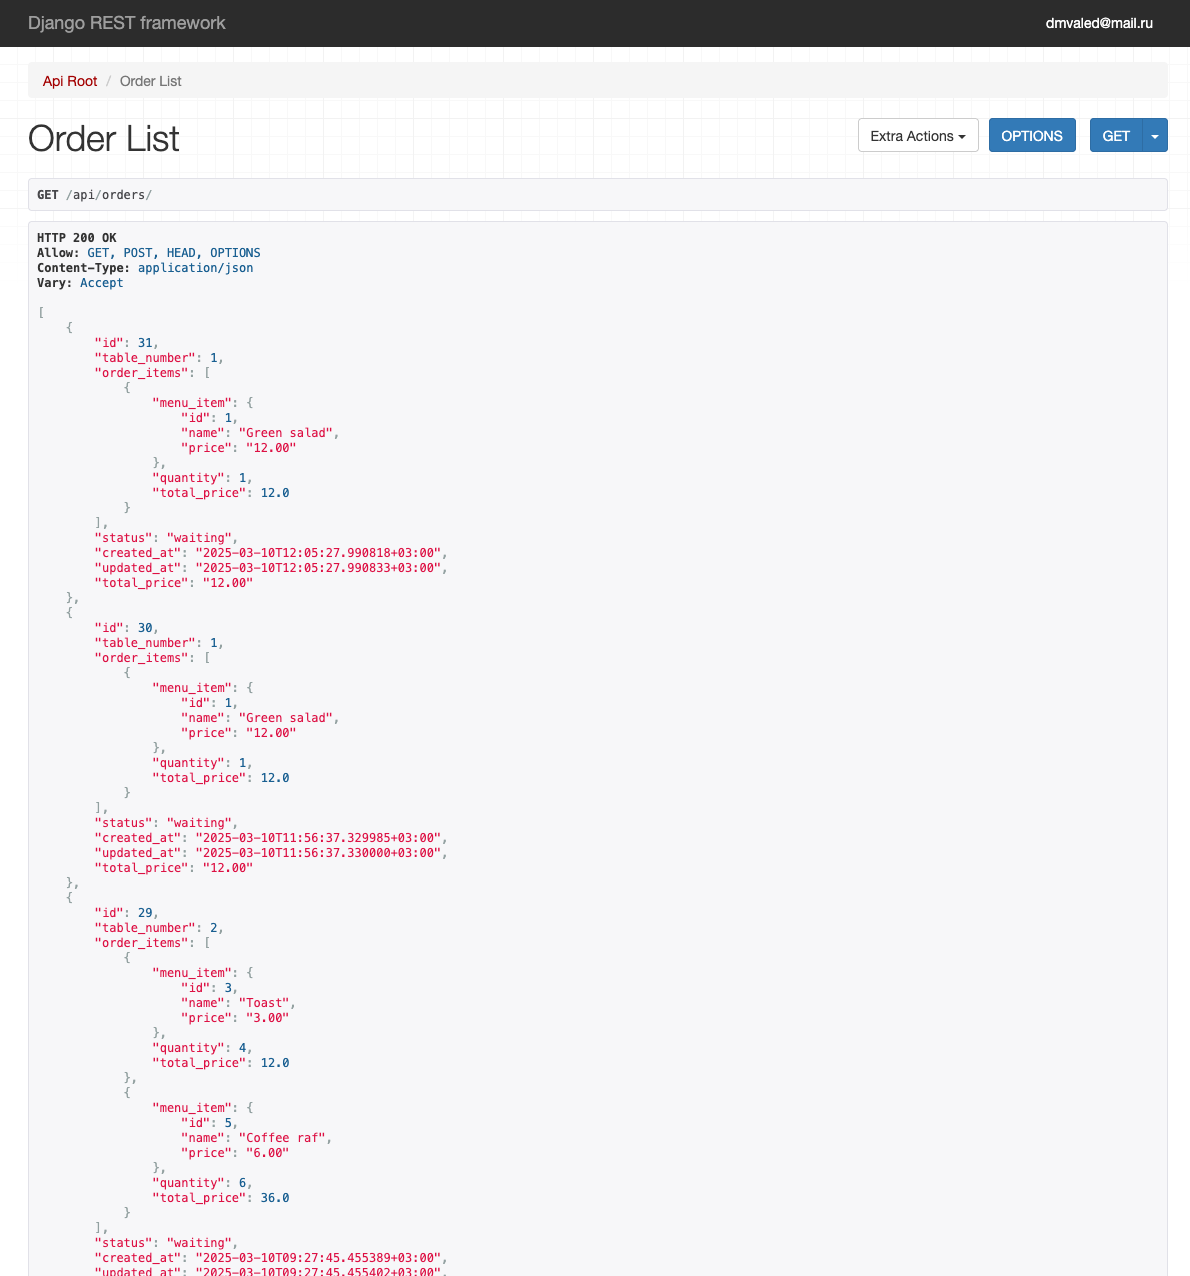 Django REST framework
dmvaled@mail.ru
Api Root / Order List
Order List
Extra Actions
OPTIONS
GET
GET /api/orders/
HTTP 200 OK
Allow: GET, POST, HEAD, OPTIONS
Content-Type: application/json
Vary: Accept
[
    {
        "id": 31,
        "table_number": 1,
        "order_items": [
            {
                "menu_item": {
                    "id": 1,
                    "name": "Green salad",
                    "price": "12.00"
                },
                "quantity": 1,
                "total_price": 12.0
            }
        ],
        "status": "waiting",
        "created_at": "2025-03-10T12:05:27.990818+03:00",
        "updated_at": "2025-03-10T12:05:27.990833+03:00",
        "total_price": "12.00"
    },
    {
        "id": 30,
        "table_number": 1,
        "order_items": [
            {
                "menu_item": {
                    "id": 1,
                    "name": "Green salad",
                    "price": "12.00"
                },
                "quantity": 1,
                "total_price": 12.0
            }
        ],
        "status": "waiting",
        "created_at": "2025-03-10T11:56:37.329985+03:00",
        "updated_at": "2025-03-10T11:56:37.330000+03:00",
        "total_price": "12.00"
    },
    {
        "id": 29,
        "table_number": 2,
        "order_items": [
            {
                "menu_item": {
                    "id": 3,
                    "name": "Toast",
                    "price": "3.00"
                },
                "quantity": 4,
                "total_price": 12.0
            },
            {
                "menu_item": {
                    "id": 5,
                    "name": "Coffee raf",
                    "price": "6.00"
                },
                "quantity": 6,
                "total_price": 36.0
            }
        ],
        "status": "waiting",
        "created_at": "2025-03-10T09:27:45.455389+03:00",
        "updated_at": "2025-03-10T09:27:45.455402+03:00",